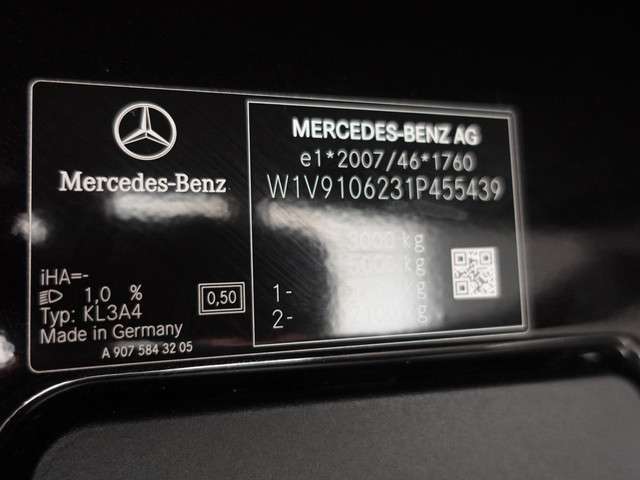 Mercedes-Benz
iHA=-
1,0 %
0,50
Typ: KL3A4
Made in Germany
A 907 584 32 05
MERCEDES-BENZ AG
e1*2007/46*1760
W1V9106231P455439
3000 kg
kg
1-
2-